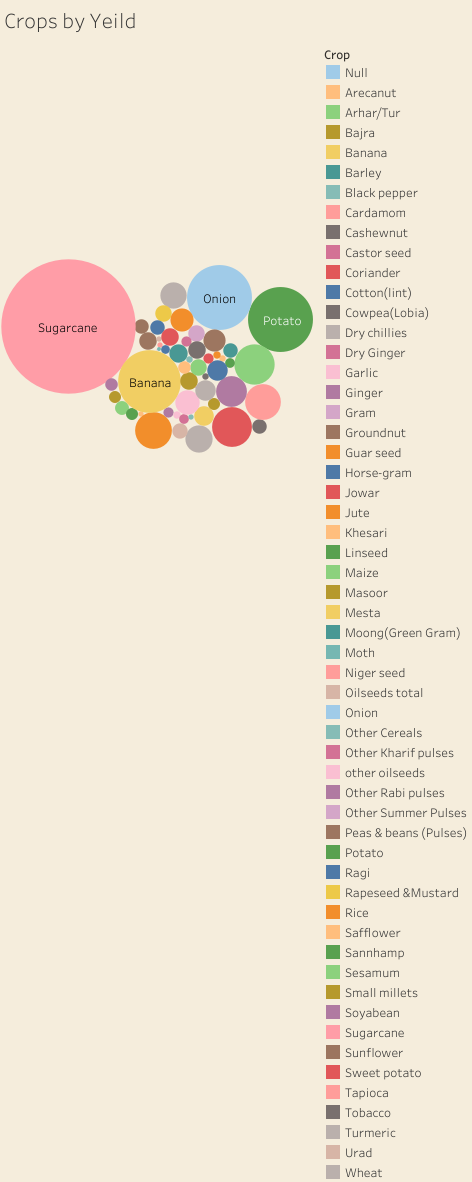 Crops by Yeild
Crop
Null
Arecanut
Arhar/Tur
Bajra
Banana
Barley
Black pepper
Cardamom
Cashewnut
Castor seed
Coriander
Cotton(lint)
Cowpea(Lobia)
Dry chillies
Dry Ginger
Garlic
Ginger
Gram
Groundnut
Guar seed
Horse-gram
Jowar
Jute
Khesari
Linseed
Maize
Masoor
Mesta
Moong(Green Gram)
Moth
Niger seed
Oilseeds total
Onion
Other Cereals
Other Kharif pulses
other oilseeds
Other Rabi pulses
Other Summer Pulses
Peas & beans (Pulses)
Potato
Ragi
Rapeseed &Mustard
Rice
Safflower
Sannhamp
Sesamum
Small millets
Soyabean
Sugarcane
Sunflower
Sweet potato
Tapioca
Tobacco
Turmeric
Urad
Wheat
Onion
Potato
Sugarcane
Banana